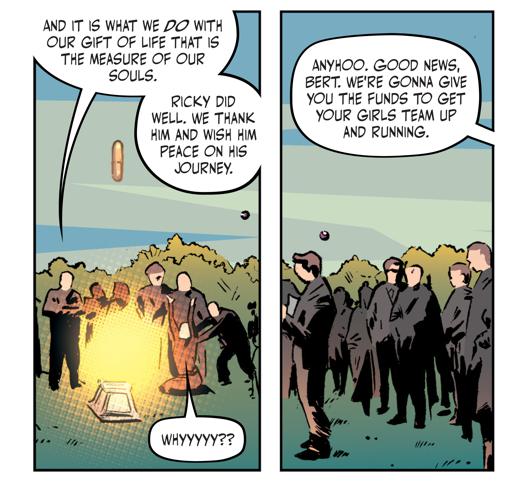 AND IT IS WHAT WE DO WITH
OUR GIFT OF LIFE THAT IS
THE MEASURE OF OUR
SOULS.
RICKY DID
WELL. WE THANK
HIM AND WISH HIM
PEACE ON HIS
JOURNEY.
WHYYYYY??
ANYHOO. GOOD NEWS,
BERT. WE'RE GONNA GIVE
YOU THE FUNDS TO GET
YOUR GIRLS TEAM UP
AND RUNNING.